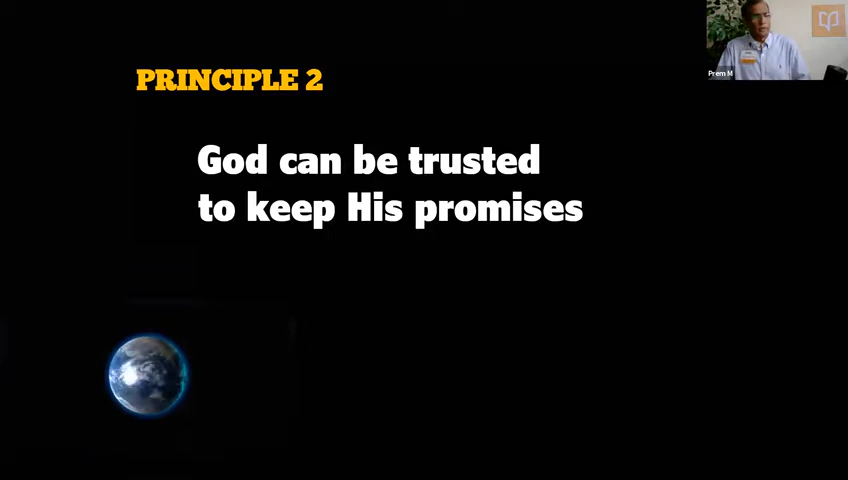 PRINCIPLE 2
God can be trusted
to keep His promises
Prem M